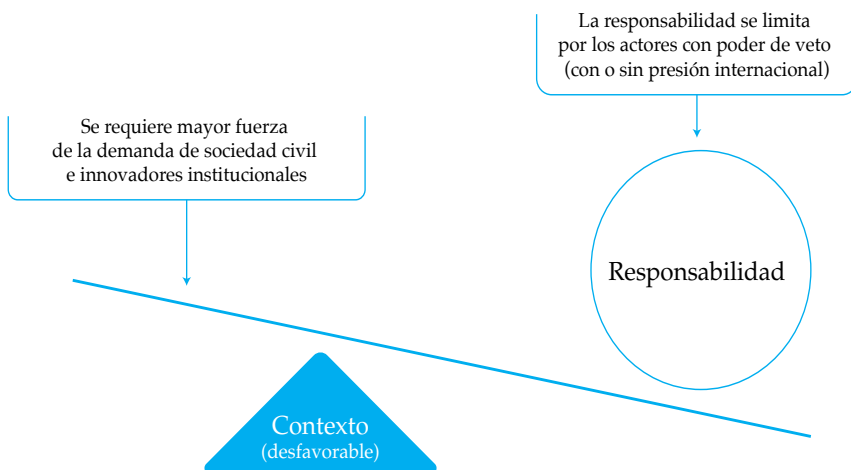 La responsabilidad se limita
por los actores con poder de veto
(con o sin presión internacional)
Se requiere mayor fuerza
de la demanda de sociedad civil
e innovadores institucionales
Responsabilidad
Contexto
(desfavorable)